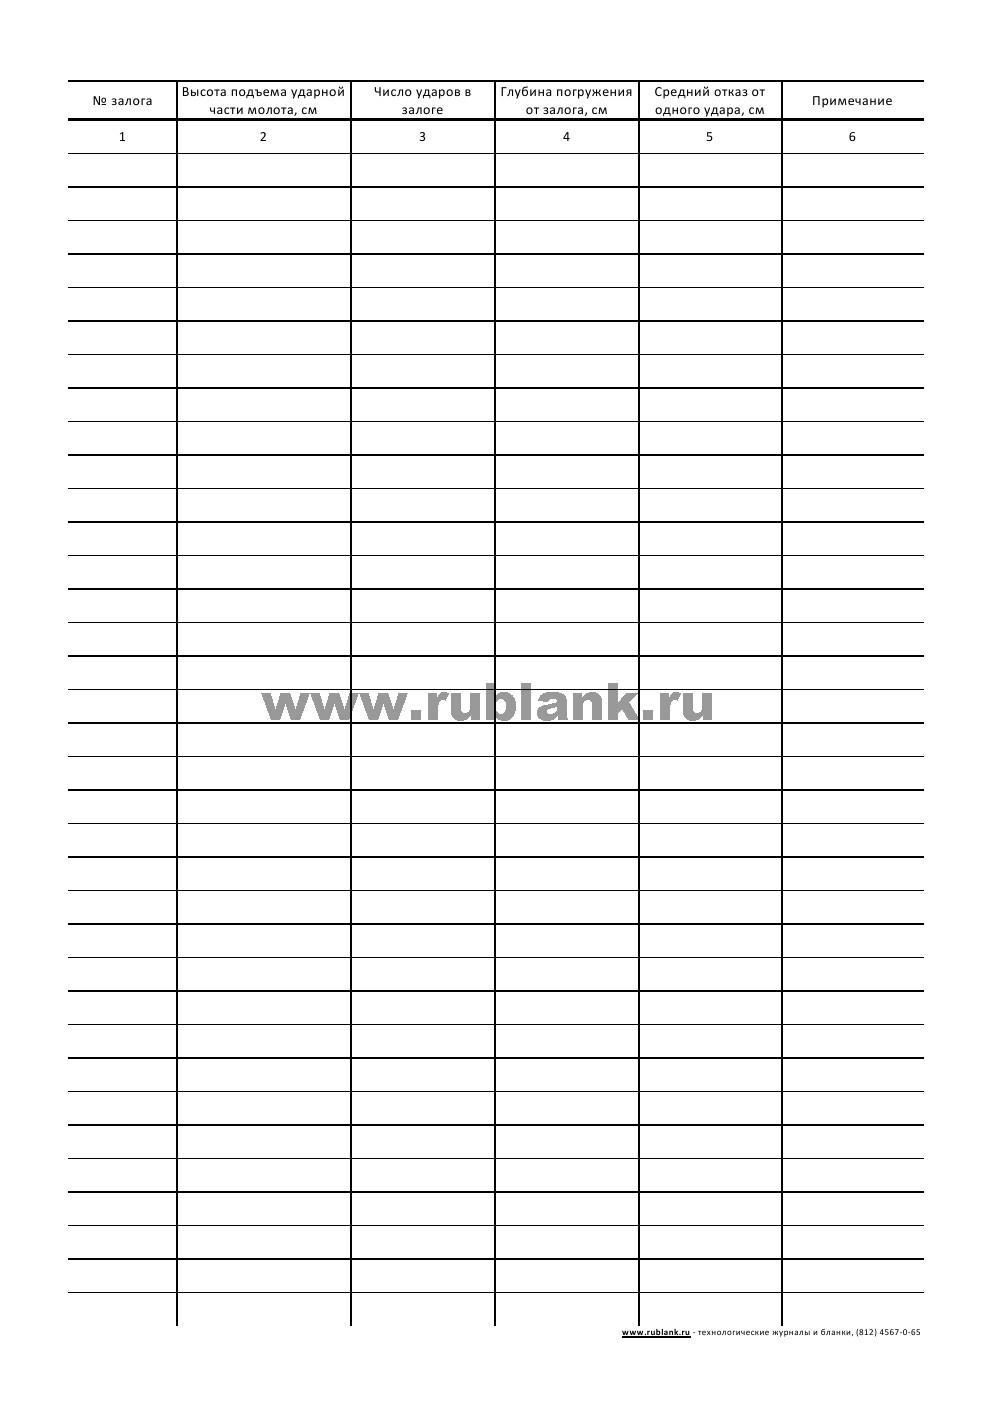 № залога
Высота подъема ударной
части молота, см
Число ударов в
залоге
Глубина погружения
от залога, см
Средний отказ от
одного удара, см
Примечание
1 2 3 4 5 6
www.rublank.ru
www.rublank.ru - технологические журналы и бланки, (812) 4567-0-65